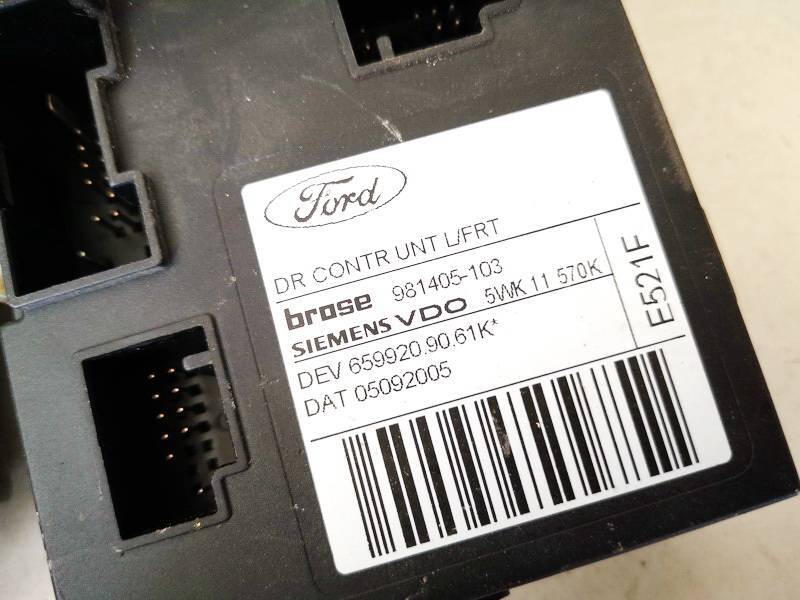 Ford
DR CONTR UNT L/FRT
brose 981405-103
SIEMENS VDO 5WK 11 570K
DEV 659920.90.61K*
DAT 05092005
E521F